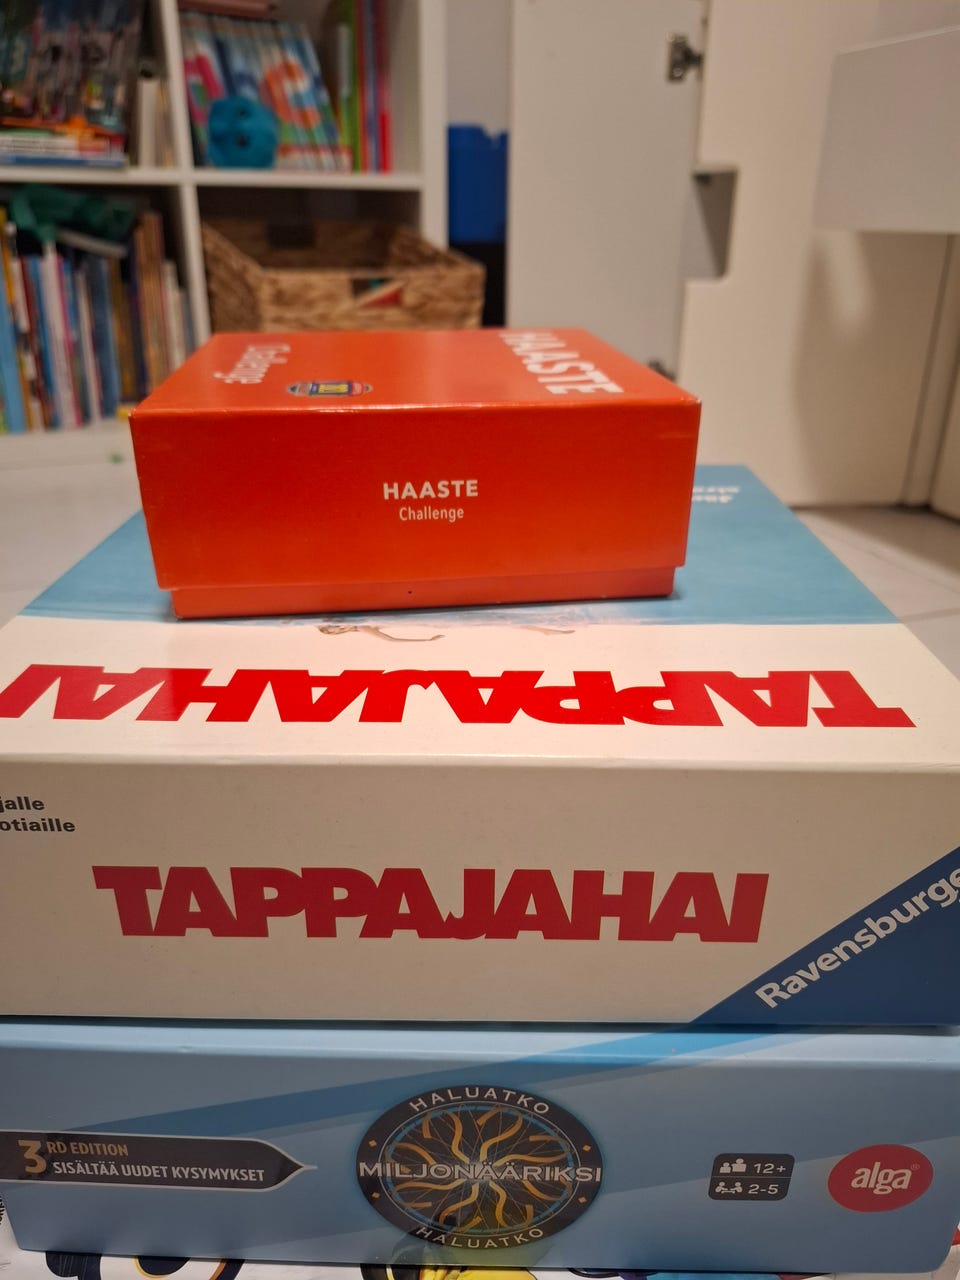 HAASTE
Challenge
HAASTE
Challenge
TAPPAJAHAI
jalle
otiaille
TAPPAJAHAI
Ravensburge
3RD EDITION
SISÄLTÄÄ UUDET KYSYMYKSET
HALUATKO
MILJONÄÄRIKSI
HALUATKO
12+
2-5
alga®